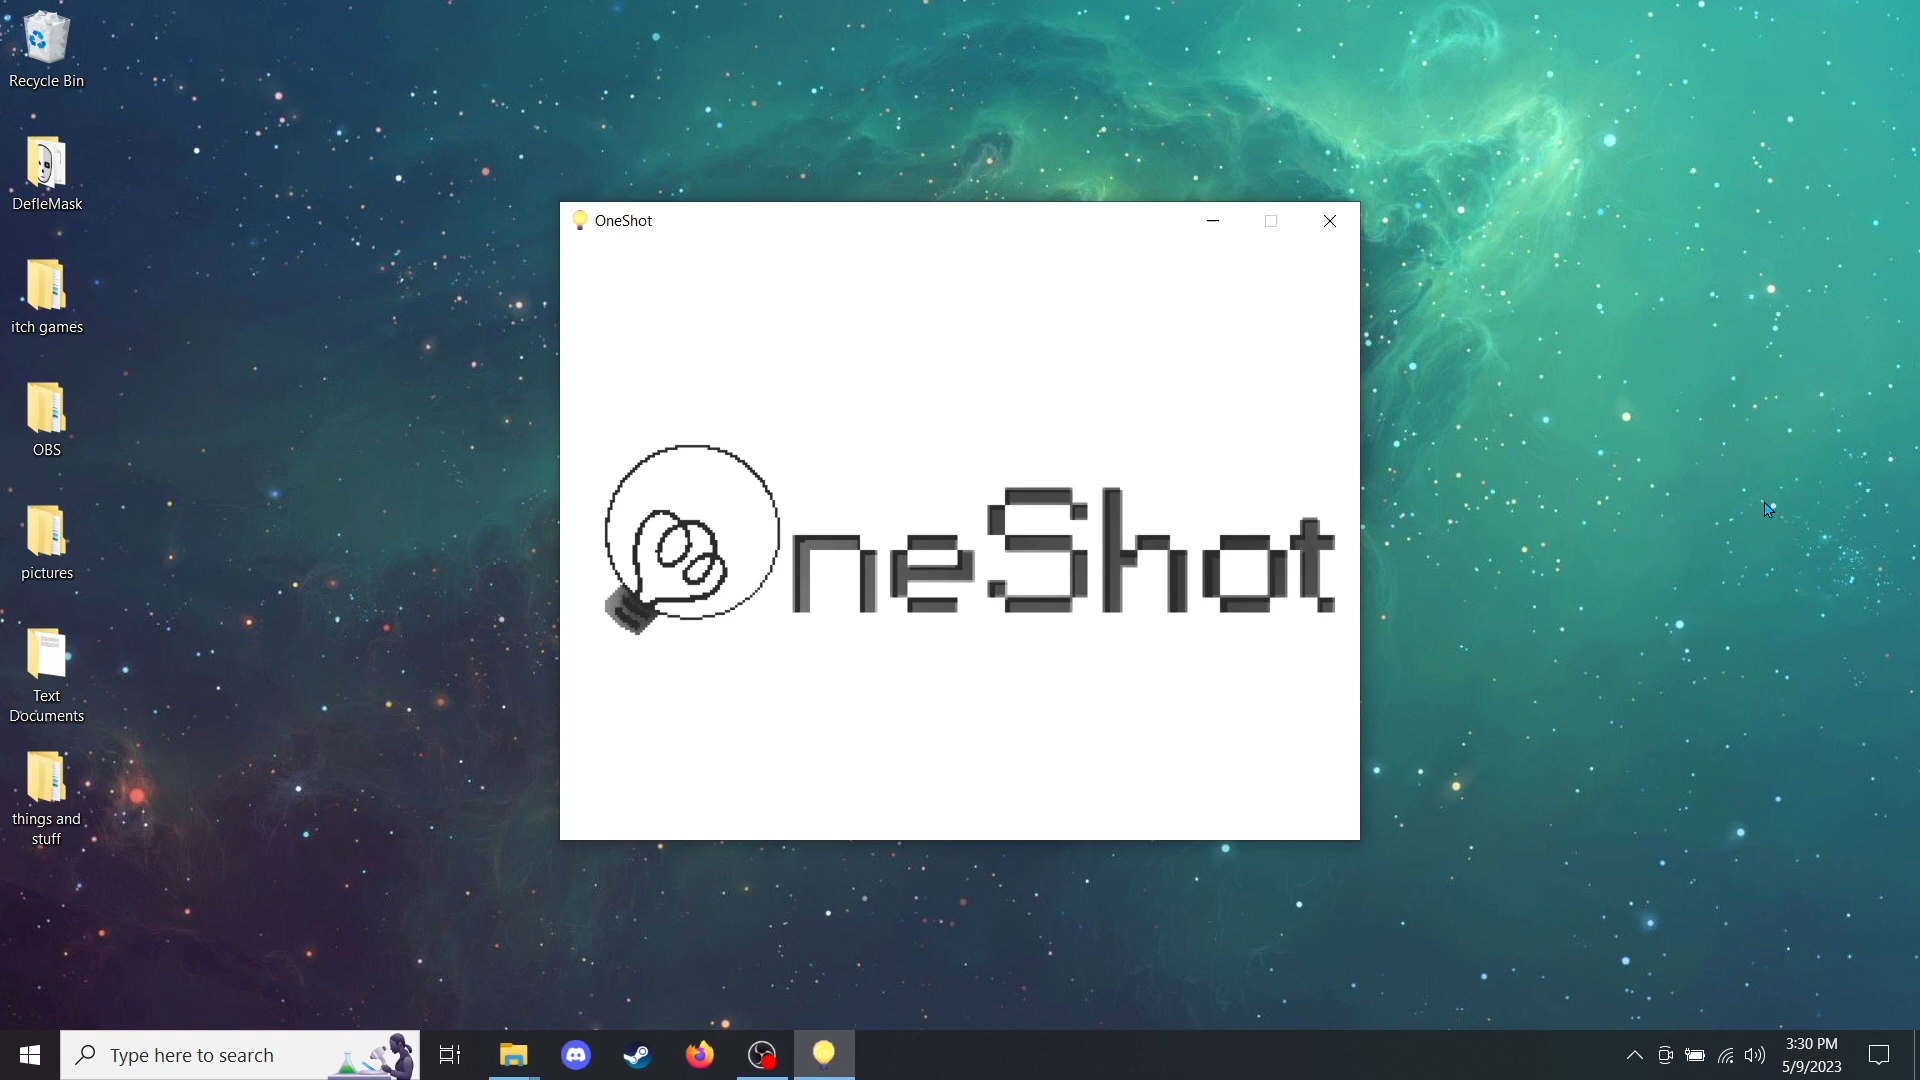 Recycle Bin
DefleMask
itch games
OBS
pictures
Text
Documents
things and
stuff
OneShot
neShot
Type here to search
3:30 PM
5/9/2023